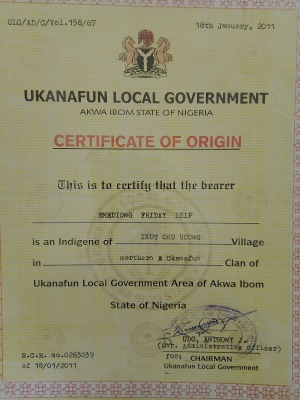 ULG/AD/C/Vol.158/67 18th January, 2011
UKANAFUN LOCAL GOVERNMENT
AKWA IBOM STATE OF NIGERIA
CERTIFICATE OF ORIGIN
This is to certify that the bearer
EMEDIONG FRIDAY ESIF
is an Indigene of IKOT OKU USUNG Village
in Northern Ukanafun Clan of
Ukanafun Local Government Area of Akwa Ibom
State of Nigeria
UDO, ANTHONY J.
Administrative Officer)
R.C.R. No.0263039 for: CHAIRMAN
of 18/01/2011 Ukanafun Local Government